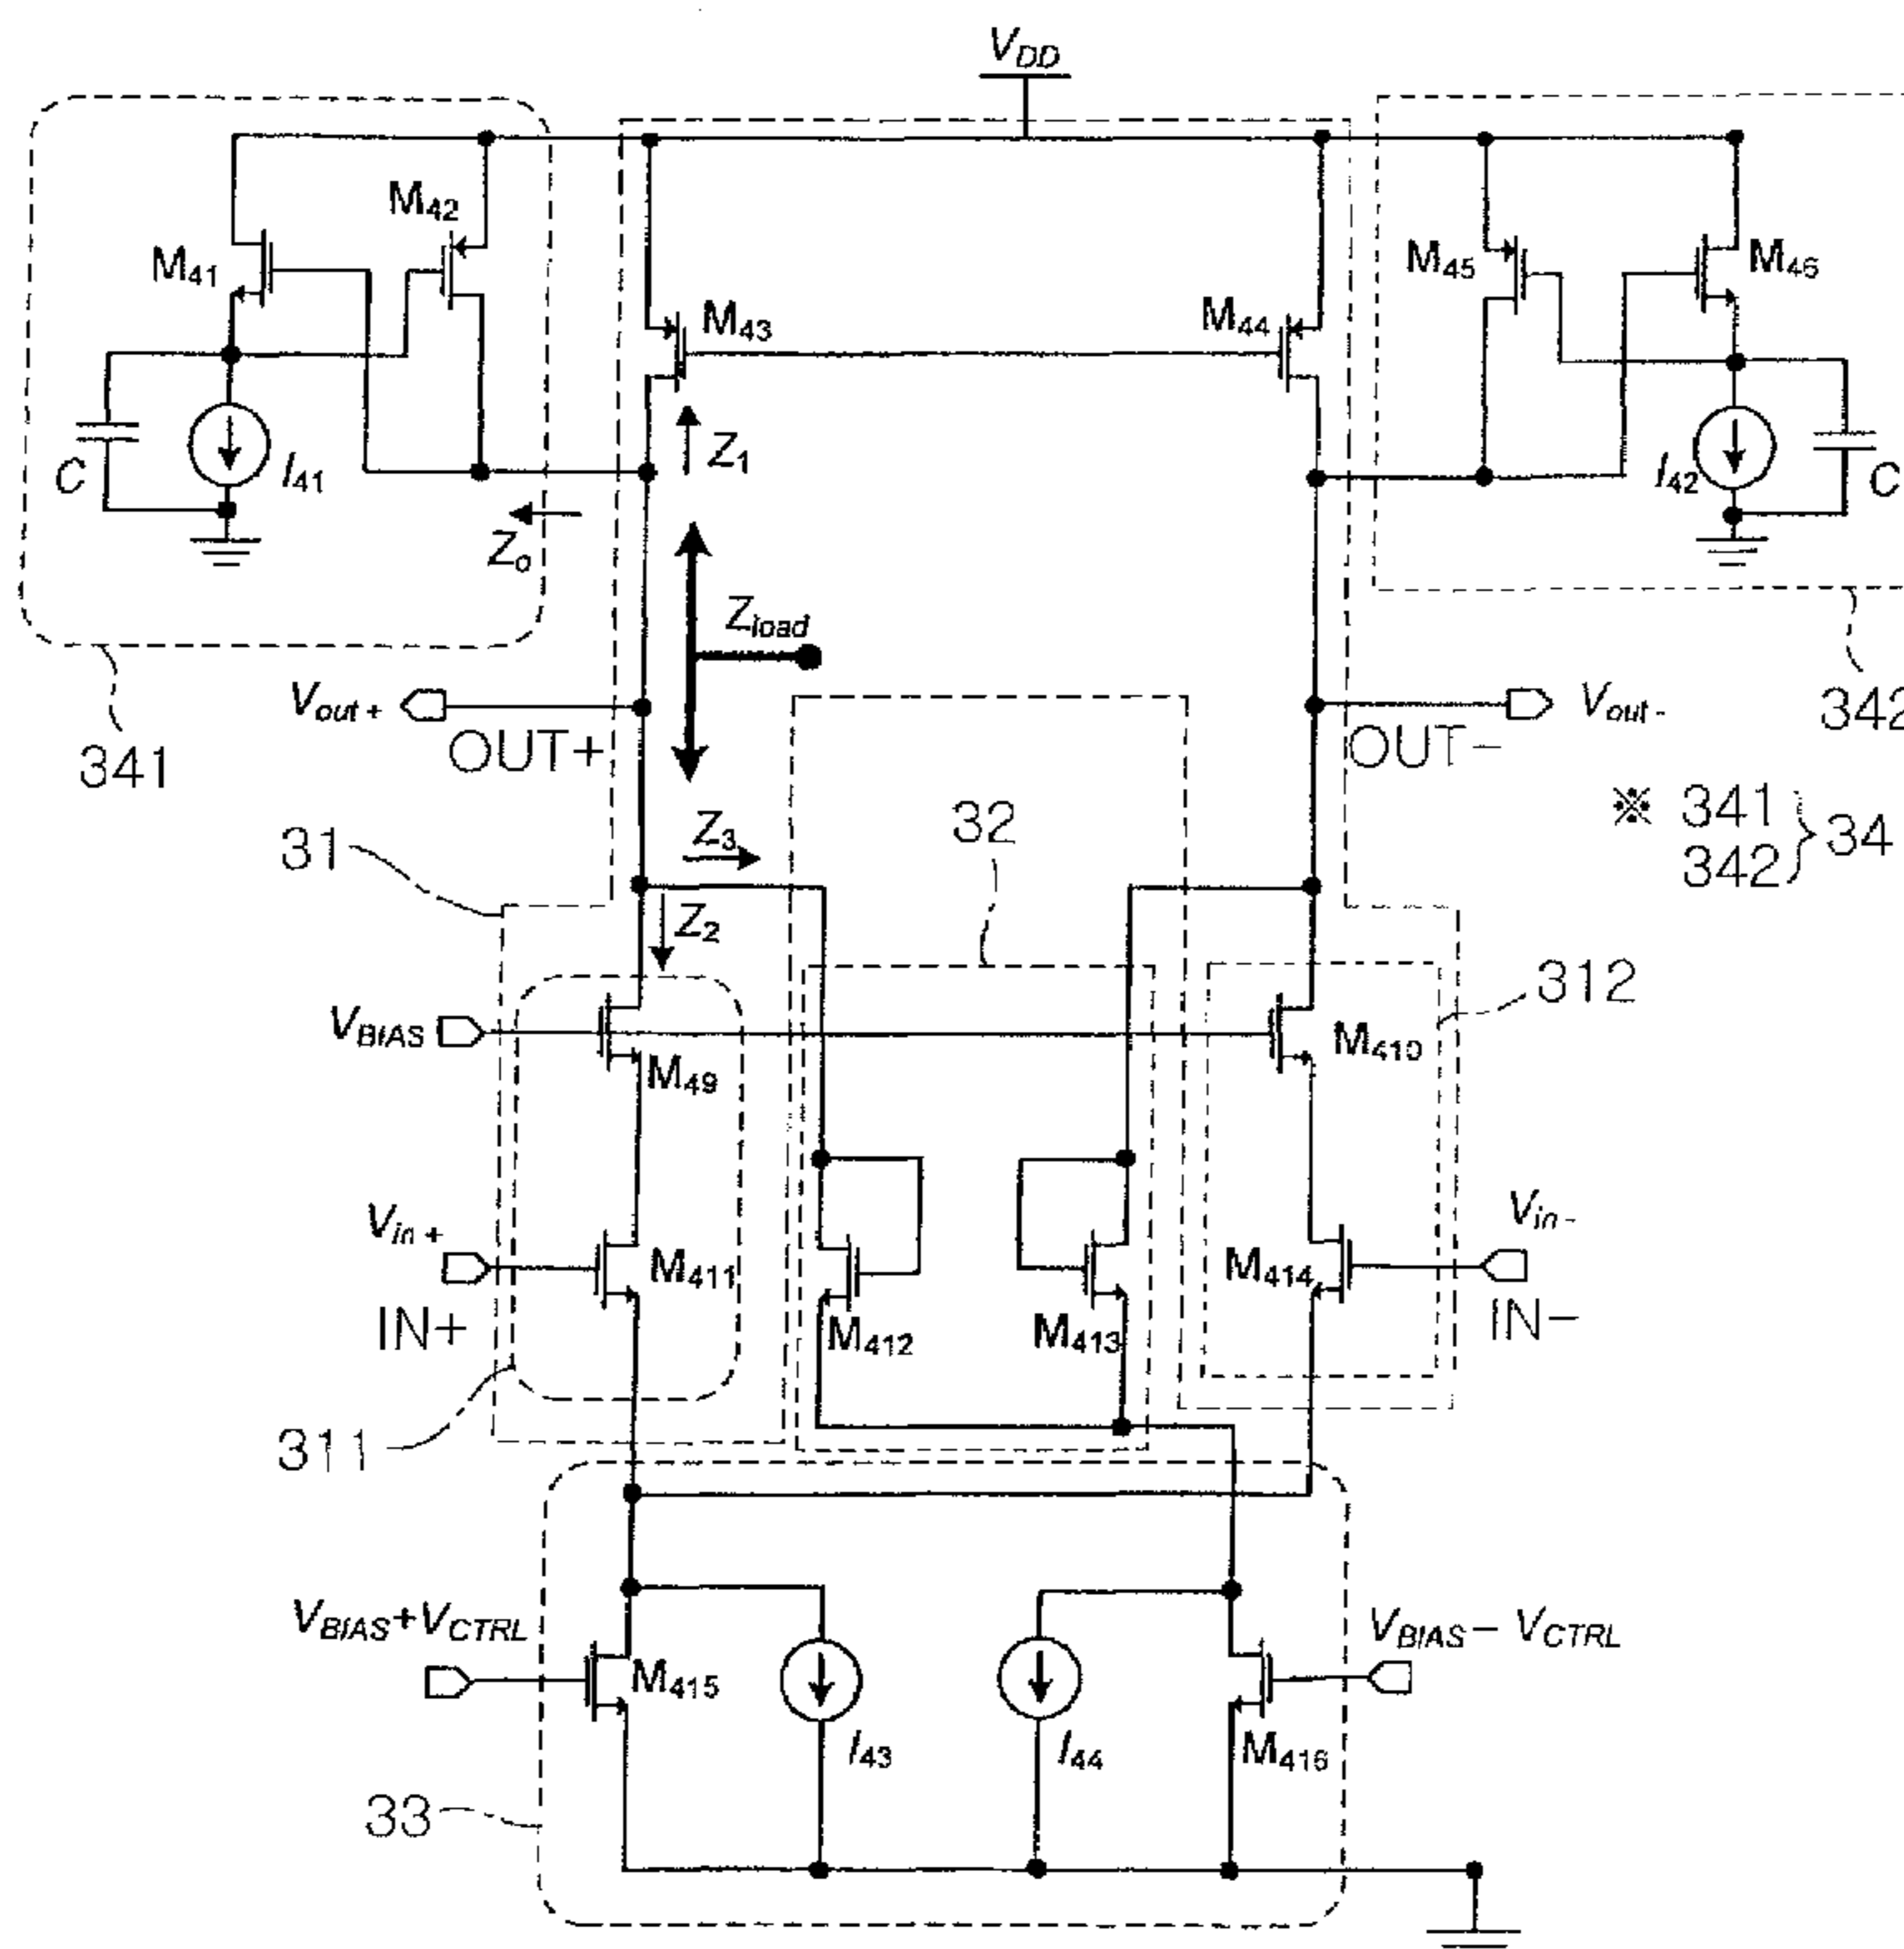 VDD
M42
M41
M45
M46
M43
M44
Z1
C
I41
I42
C
Zo
Zload
Vout+
OUT+
Vout-
OUT-
341
342
※ 341
342
} 34
31
Z3
32
Z2
312
VBIAS
M49
M410
Vin+
IN+
M411
M412
M413
M414
Vin-
IN-
311
VBIAS+VCTRL
M415
I43
I44
M416
VBIAS- VCTRL
33